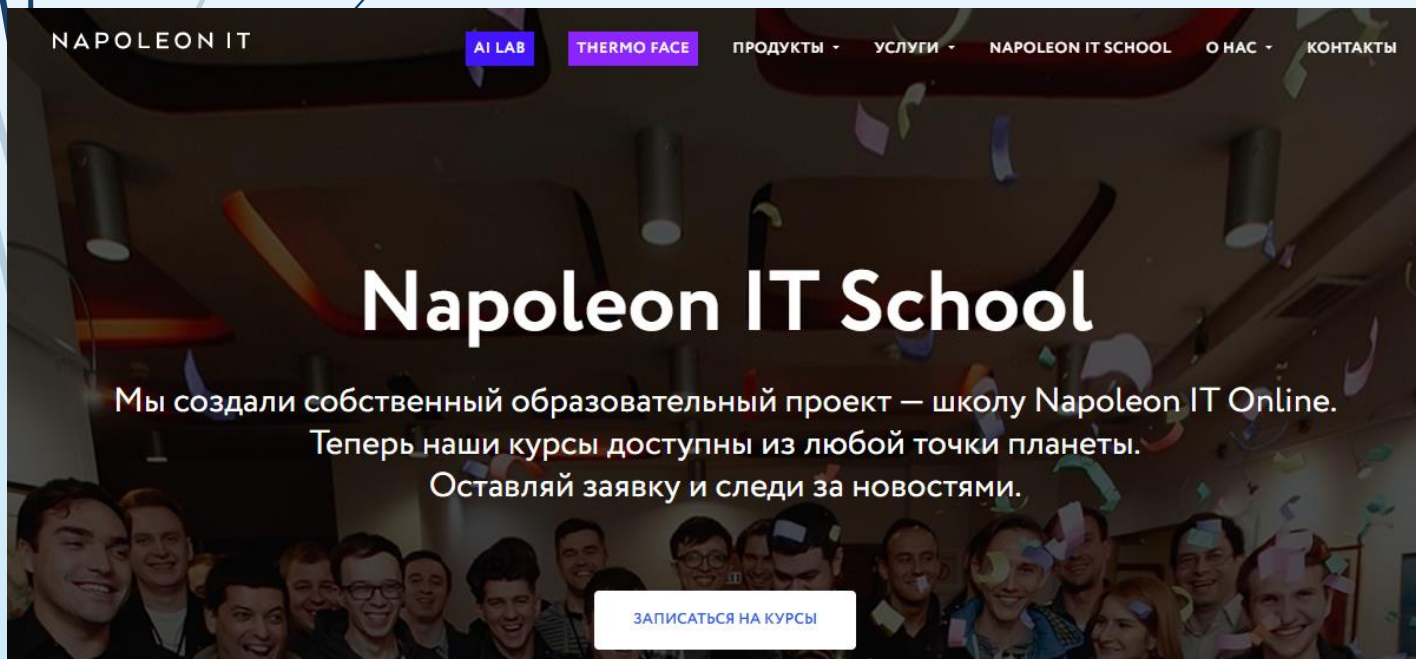 NAPOLEON IT
AI LAB THERMO FACE ПРОДУКТЫ УСЛУГИ NAPOLEON IT SCHOOL О НАС КОНТАКТЫ
Napoleon IT School
Мы создали собственный образовательный проект — школу Napoleon IT Online.
Теперь наши курсы доступны из любой точки планеты.
Оставляй заявку и следи за новостями.
ЗАПИСАТЬСЯ НА КУРСЫ